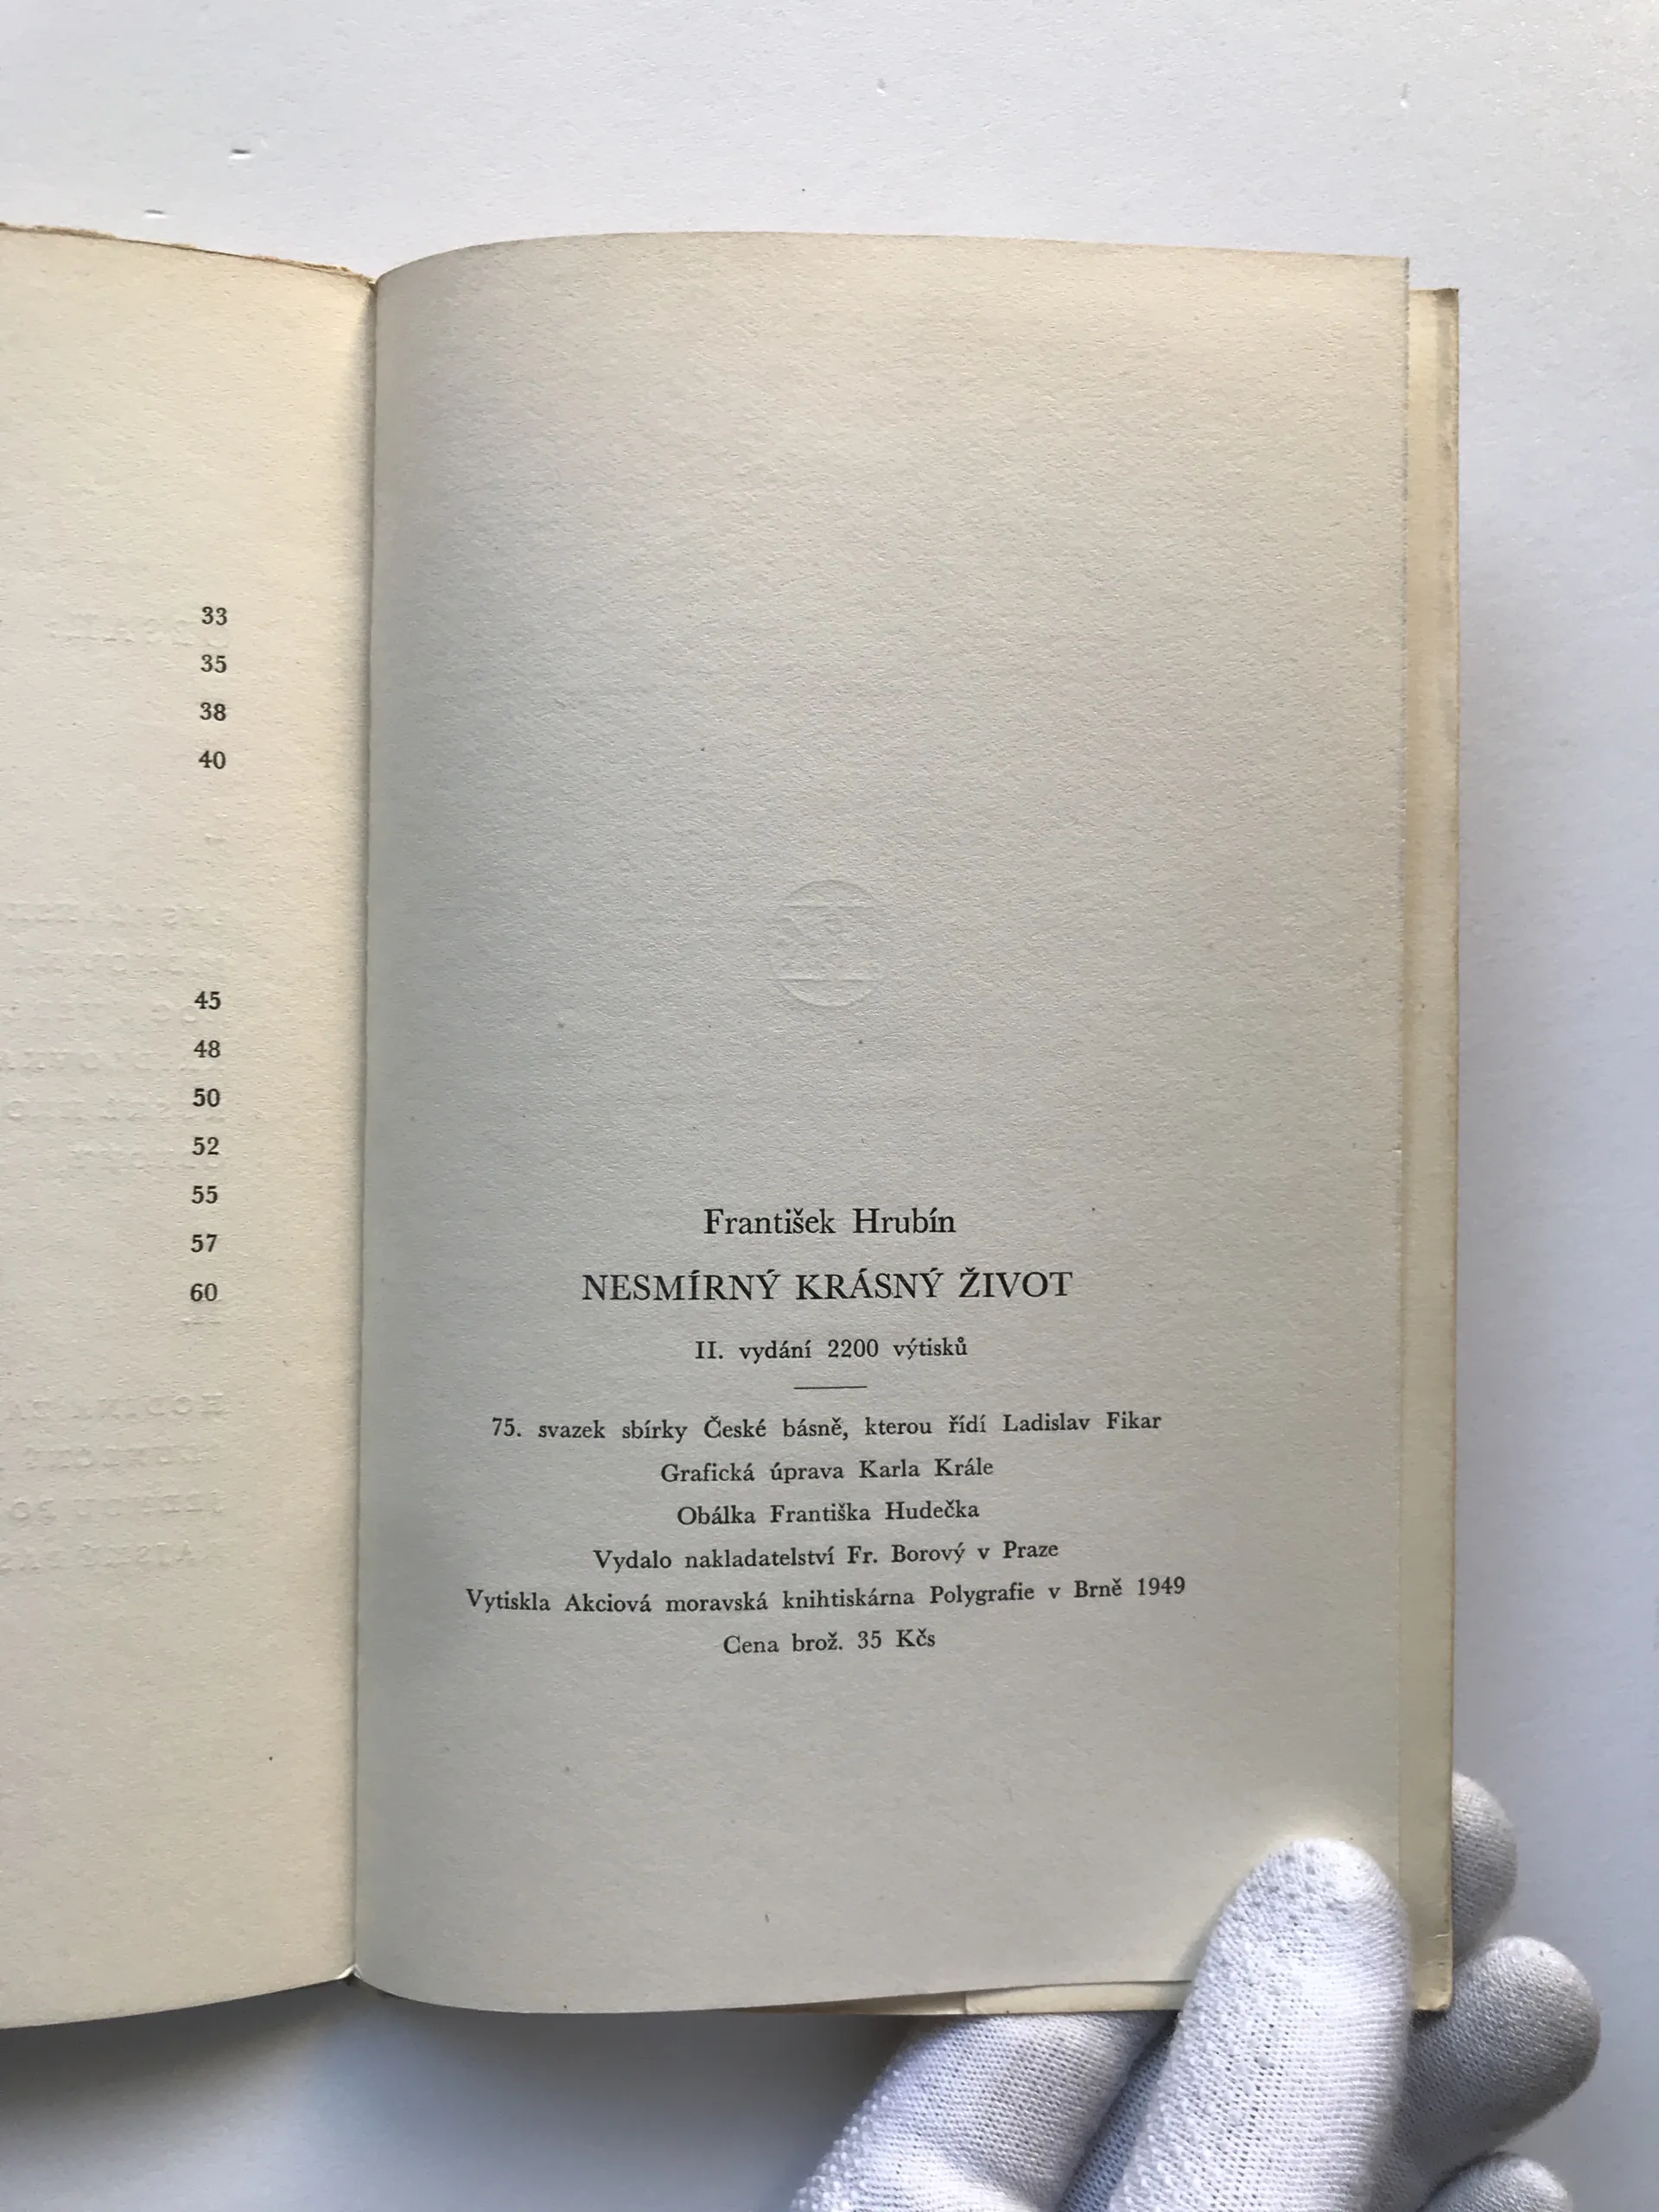 33
35
38
40
45
48
50
52
55
57
60
František Hrubín
NESMÍRNÝ KRÁSNÝ ŽIVOT
II. vydání 2200 výtisků
75. svazek sbírky České básně, kterou řídí Ladislav Fikar
Grafická úprava Karla Krále
Obálka Františka Hudečka
Vydalo nakladatelství Fr. Borový v Praze
Vytiskla Akciová moravská knihtiskárna Polygrafie v Brně 1949
Cena brož. 35 Kčs